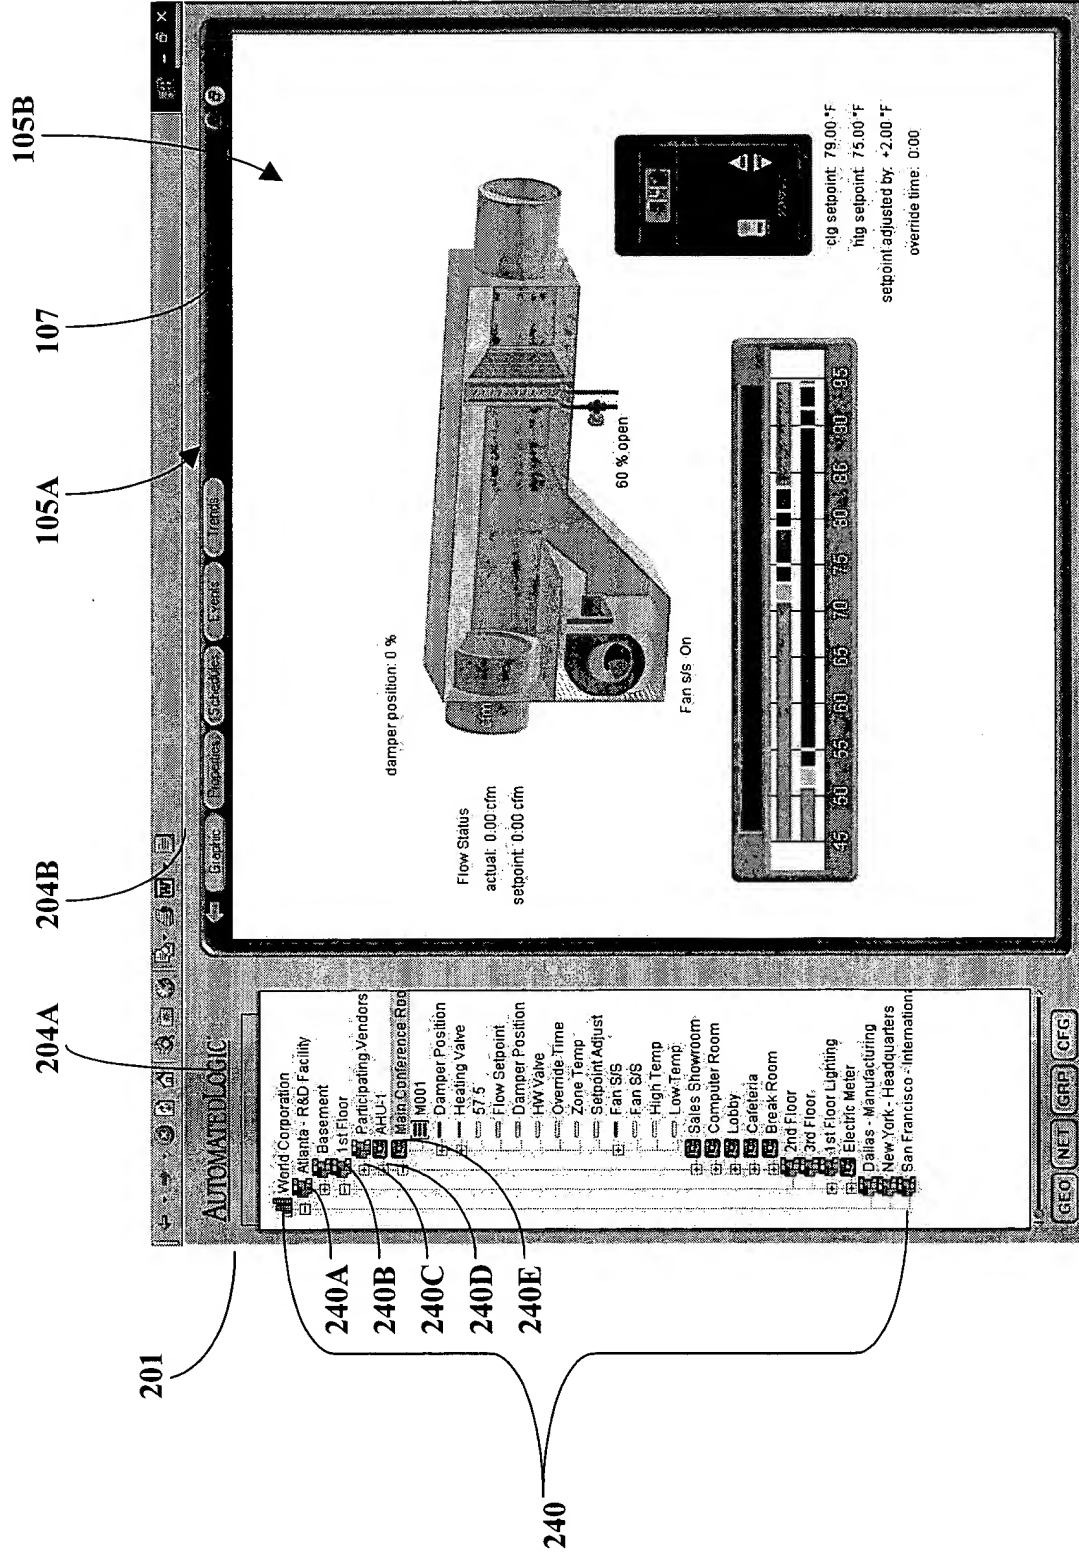 201
204A
204B
105A
107
105B
AUTOMATEDLOGIC
Graphic
Properties
Schedules
Events
Trends
World Corporation
Atlanta - R&D Facility
Basement
1st Floor
Participating Vendors
AHU-1
Main Conference Roo
M001
Damper Position
Heating Valve
57.5
Flow Setpoint
Damper Position
HW Valve
Override Time
Zone Temp
Setpoint Adjust
Fan S/S
Fan S/S
High Temp
Low Temp
Sales Showroom
Computer Room
Lobby
Cafeteria
Break Room
2nd Floor
3rd Floor
1st Floor Lighting
Electric Meter
Dallas - Manufacturing
New York - Headquarters
San Francisco - Internationa
GEO
NET
GRP
CFG
240A
240B
240C
240D
240E
240
damper position: 0 %
Flow Status
actual: 0.00 cfm
setpoint: 0.00 cfm
cfm
60 % open
Fan s/s On
clg setpoint: 79.00 °F
htg setpoint: 75.00 °F
setpoint adjusted by: +2.00 °F
override time: 0:00
45 50 55 60 65 70 75 80 85 90 95